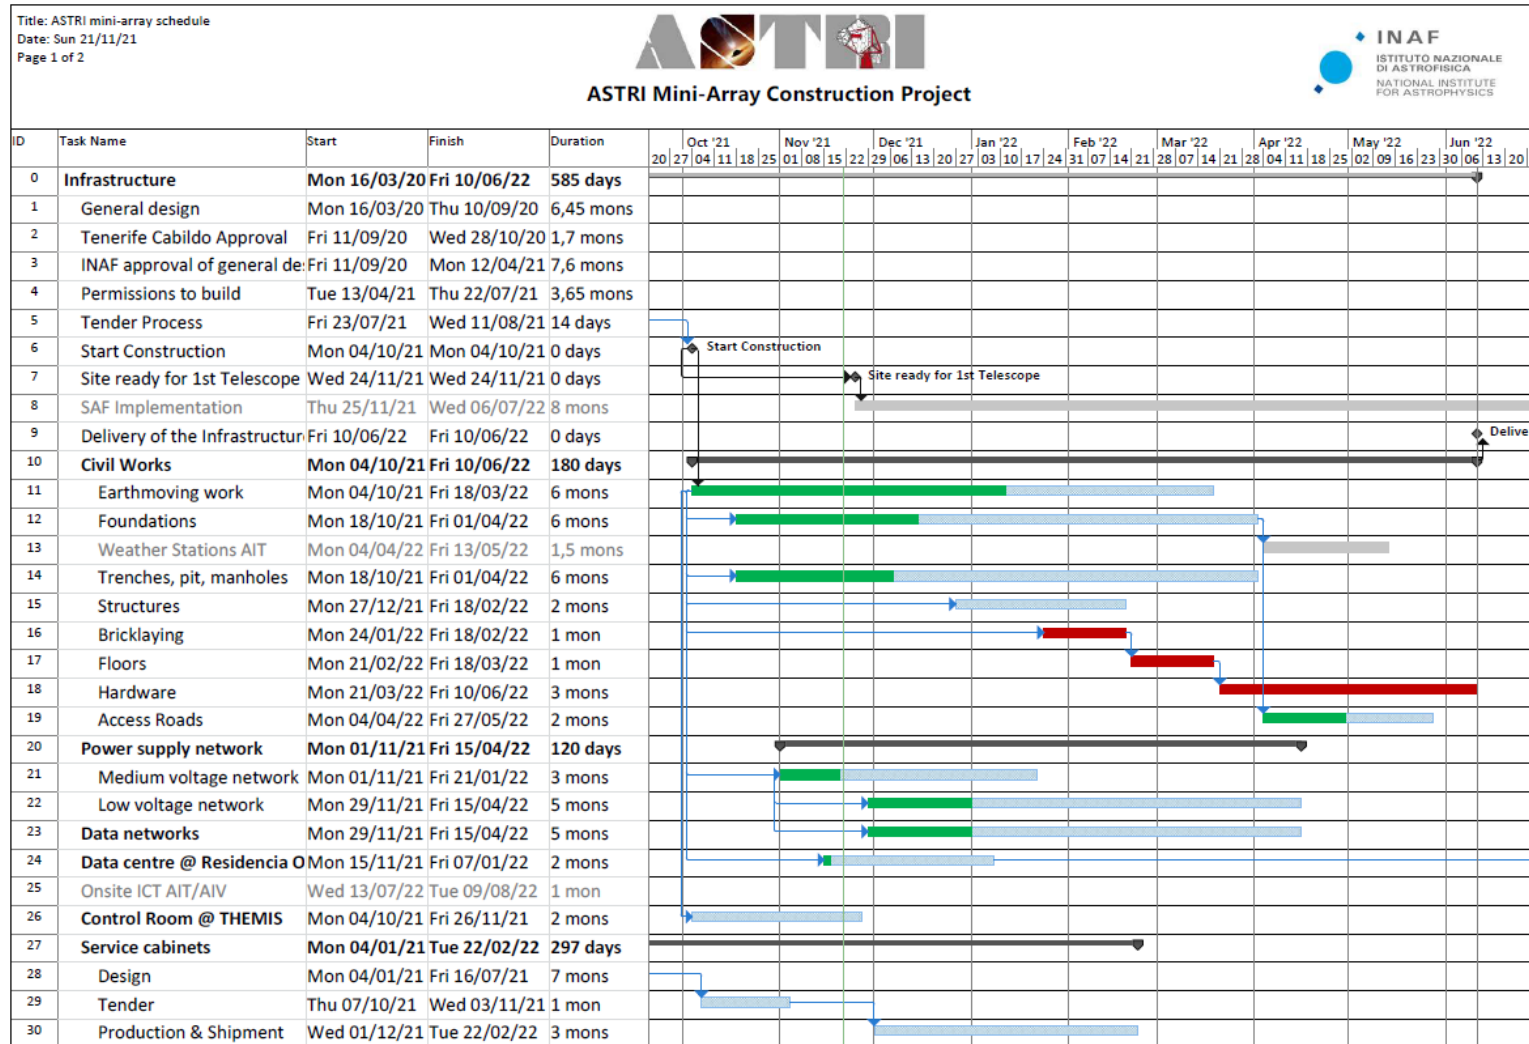 Title: ASTRI mini-array schedule
Date: Sun 21/11/21
Page 1 of 2
ASTRI
ASTRI Mini-Array Construction Project
INAF
ISTITUTO NAZIONALE
DI ASTROFISICA
NATIONAL INSTITUTE
FOR ASTROPHYSICS
ID Task Name Start Finish Duration Oct '21 Nov '21 Dec '21 Jan '22 Feb '22 Mar '22 Apr '22 May '22 Jun '22
20 27 04 11 18 25 01 08 15 22 29 06 13 20 27 03 10 17 24 31 07 14 21 28 07 14 21 28 04 11 18 25 02 09 16 23 30 06 13 20
0 Infrastructure Mon 16/03/20 Fri 10/06/22 585 days
1 General design Mon 16/03/20 Thu 10/09/20 6,45 mons
2 Tenerife Cabildo Approval Fri 11/09/20 Wed 28/10/20 1,7 mons
3 INAF approval of general de Fri 11/09/20 Mon 12/04/21 7,6 mons
4 Permissions to build Tue 13/04/21 Thu 22/07/21 3,65 mons
5 Tender Process Fri 23/07/21 Wed 11/08/21 14 days
6 Start Construction Mon 04/10/21 Mon 04/10/21 0 days Start Construction
7 Site ready for 1st Telescope Wed 24/11/21 Wed 24/11/21 0 days Site ready for 1st Telescope
8 SAF Implementation Thu 25/11/21 Wed 06/07/22 8 mons
9 Delivery of the Infrastructur Fri 10/06/22 Fri 10/06/22 0 days Delive
10 Civil Works Mon 04/10/21 Fri 10/06/22 180 days
11 Earthmoving work Mon 04/10/21 Fri 18/03/22 6 mons
12 Foundations Mon 18/10/21 Fri 01/04/22 6 mons
13 Weather Stations AIT Mon 04/04/22 Fri 13/05/22 1,5 mons
14 Trenches, pit, manholes Mon 18/10/21 Fri 01/04/22 6 mons
15 Structures Mon 27/12/21 Fri 18/02/22 2 mons
16 Bricklaying Mon 24/01/22 Fri 18/02/22 1 mon
17 Floors Mon 21/02/22 Fri 18/03/22 1 mon
18 Hardware Mon 21/03/22 Fri 10/06/22 3 mons
19 Access Roads Mon 04/04/22 Fri 27/05/22 2 mons
20 Power supply network Mon 01/11/21 Fri 15/04/22 120 days
21 Medium voltage network Mon 01/11/21 Fri 21/01/22 3 mons
22 Low voltage network Mon 29/11/21 Fri 15/04/22 5 mons
23 Data networks Mon 29/11/21 Fri 15/04/22 5 mons
24 Data centre @ Residencia O Mon 15/11/21 Fri 07/01/22 2 mons
25 Onsite ICT AIT/AIV Wed 13/07/22 Tue 09/08/22 1 mon
26 Control Room @ THEMIS Mon 04/10/21 Fri 26/11/21 2 mons
27 Service cabinets Mon 04/01/21 Tue 22/02/22 297 days
28 Design Mon 04/01/21 Fri 16/07/21 7 mons
29 Tender Thu 07/10/21 Wed 03/11/21 1 mon
30 Production & Shipment Wed 01/12/21 Tue 22/02/22 3 mons